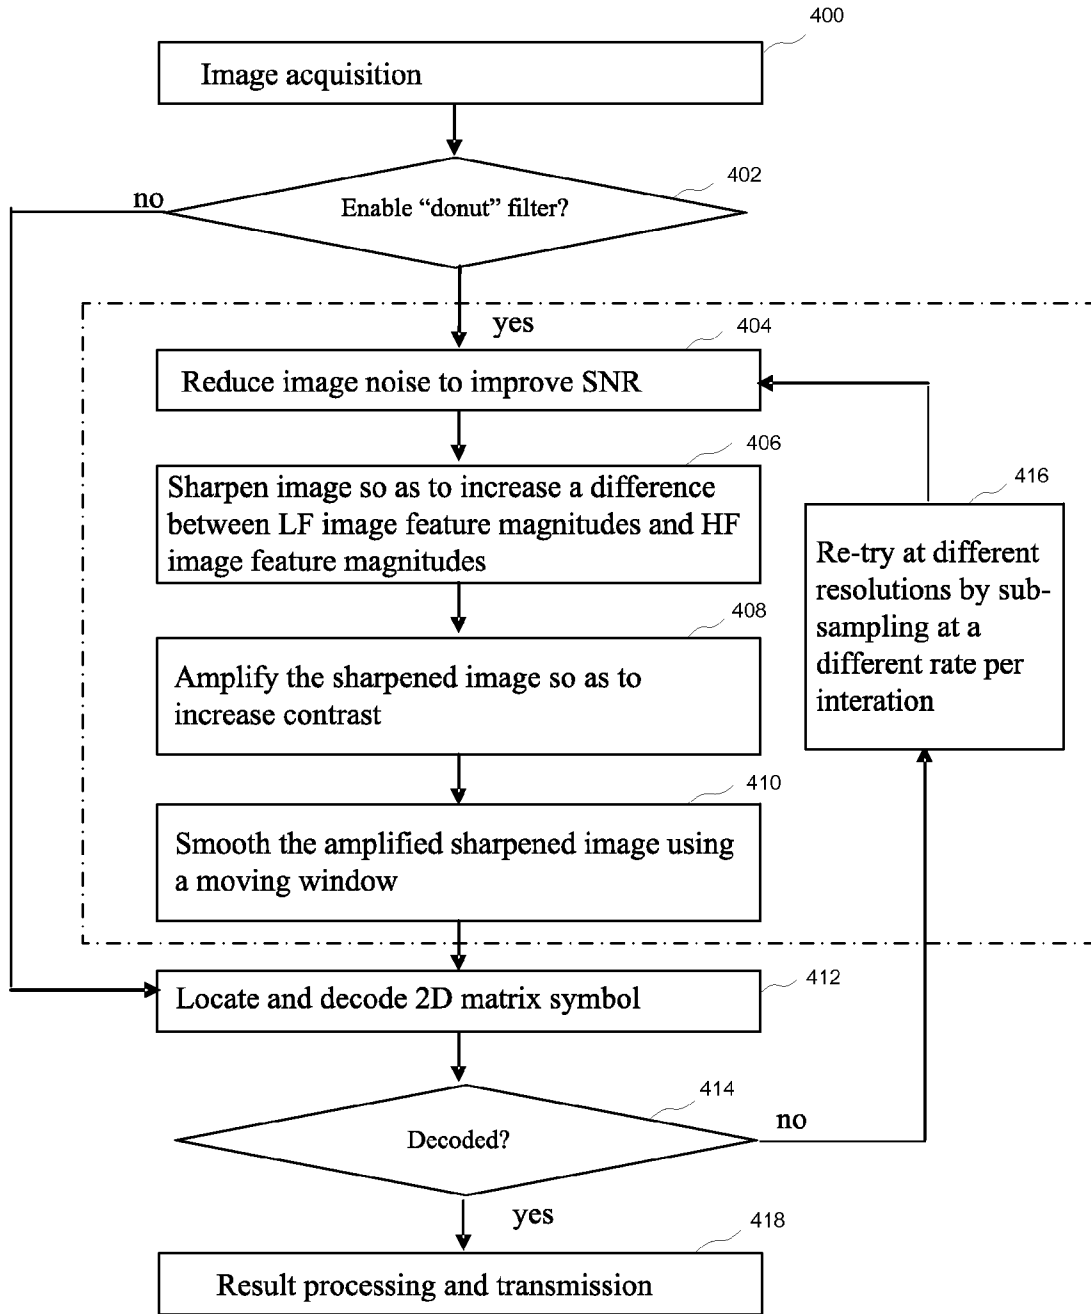 400
Image acquisition
402
no
Enable “donut” filter?
yes
404
Reduce image noise to improve SNR
406
Sharpen image so as to increase a difference
between LF image feature magnitudes and HF
image feature magnitudes
416
Re-try at different
resolutions by sub-
sampling at a
different rate per
interation
408
Amplify the sharpened image so as to
increase contrast
410
Smooth the amplified sharpened image using
a moving window
412
Locate and decode 2D matrix symbol
414
Decoded?
no
yes
418
Result processing and transmission